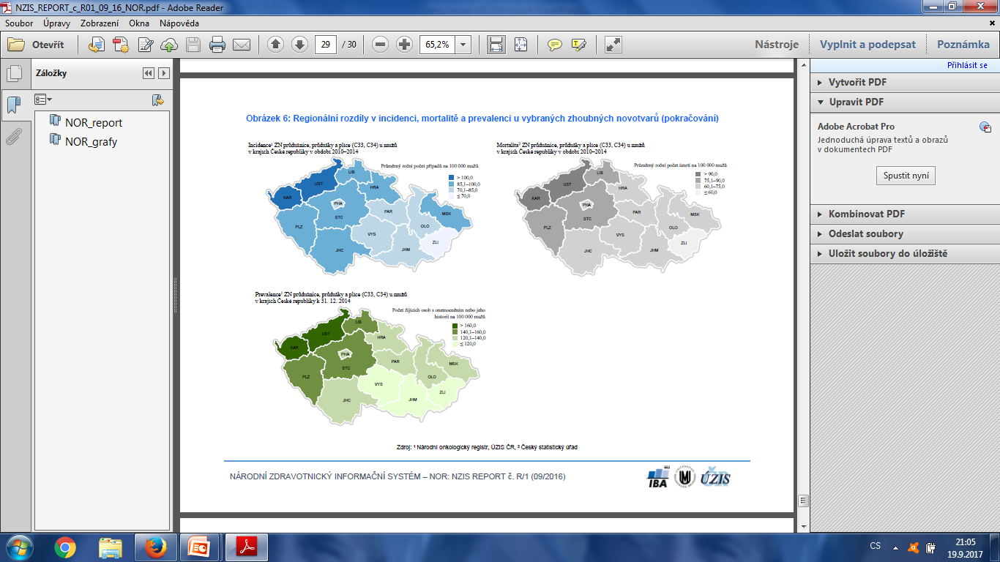 NZIS_REPORT_c_R01_09_16_NOR.pdf - Adobe Reader
Soubor Úpravy Zobrazení Okna Nápověda
Otevřít
29 / 30
65,2%
Nástroje Vyplnit a podepsat Poznámka
Přihlásit se
Záložky
NOR_report
NOR_grafy
Obrázek 6: Regionální rozdíly v incidenci, mortalitě a prevalenci u vybraných zhoubných novotvarů (pokračování)
Incidence¹ ZN průdušnice, průdušky a plíce (C33, C34) u mužů
v krajích České republiky v období 2010–2014
Průměrný roční počet případů na 100 000 mužů
> 100,0
85,1–100,0
70,1–85,0
≤ 70,0
KAR
UST
LIB
HRA
PHA
STC
PAR
PLZ
VYS
JHC
JHM
OLO
MSK
ZLI
Mortalita² ZN průdušnice, průdušky a plíce (C33, C34) u mužů
v krajích České republiky v období 2010–2014
Průměrný roční počet úmrtí na 100 000 mužů
> 90,0
75,1–90,0
60,1–75,0
≤ 60,0
KAR
UST
LIB
HRA
PHA
STC
PAR
PLZ
VYS
JHC
JHM
OLO
MSK
ZLI
Prevalence¹ ZN průdušnice, průdušky a plíce (C33, C34) u mužů
v krajích České republiky k 31. 12. 2014
Počet žijících osob s onemocněním nebo jeho
historií na 100 000 mužů
> 160,0
140,1–160,0
120,1–140,0
≤ 120,0
KAR
UST
LIB
HRA
PHA
STC
PAR
PLZ
VYS
JHC
JHM
OLO
MSK
ZLI
Zdroj: ¹ Národní onkologický registr, ÚZIS ČR, ² Český statistický úřad
NÁRODNÍ ZDRAVOTNICKÝ INFORMAČNÍ SYSTÉM – NOR: NZIS REPORT č. R/1 (09/2016)
IBA
ÚZIS
Vytvořit PDF
Upravit PDF
Adobe Acrobat Pro
Jednoduchá úprava textů a obrazů
v dokumentech PDF
Spustit nyní
Kombinovat PDF
Odeslat soubory
Uložit soubory do úložiště
CS
21:05
19.9.2017